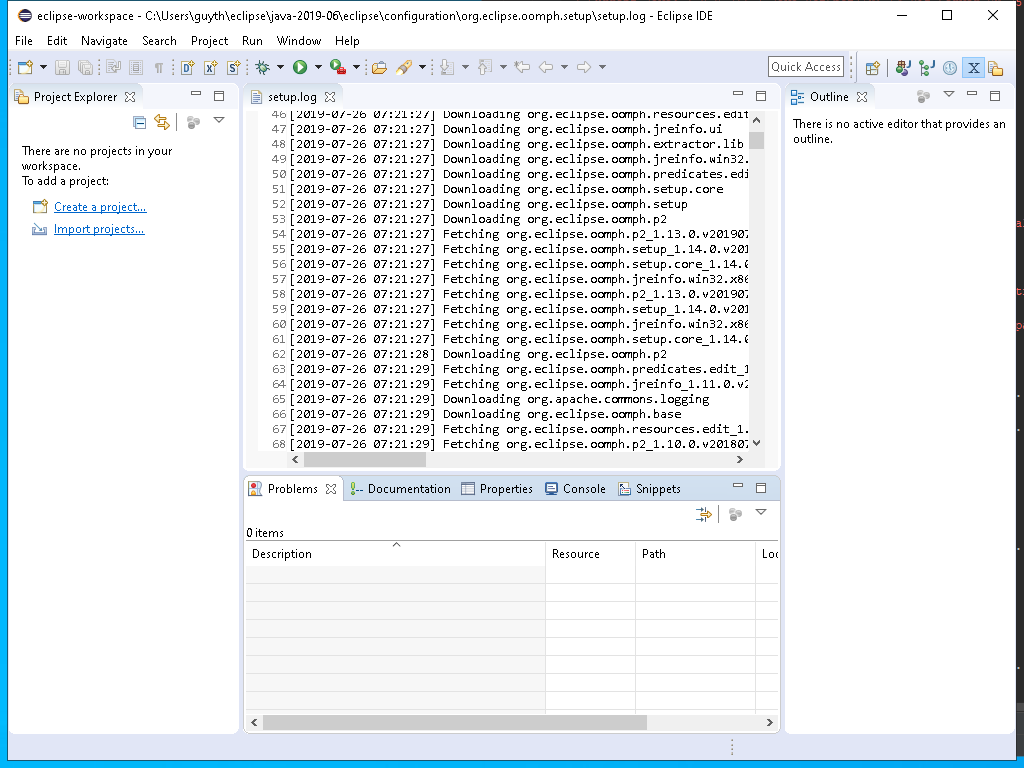 eclipse-workspace - C:\Users\guyth\eclipse\java-2019-06\eclipse\configuration\org.eclipse.oomph.setup\setup.log - Eclipse IDE
File Edit Navigate Search Project Run Window Help
Quick Access
Project Explorer
There are no projects in your
workspace.
To add a project:
Create a project...
Import projects...
setup.log
46 [2019-07-26 07:21:27] Downloading org.eclipse.oomph.resources.edit
47 [2019-07-26 07:21:27] Downloading org.eclipse.oomph.jreinfo.ui
48 [2019-07-26 07:21:27] Downloading org.eclipse.oomph.extractor.lib
49 [2019-07-26 07:21:27] Downloading org.eclipse.oomph.jreinfo.win32.
50 [2019-07-26 07:21:27] Downloading org.eclipse.oomph.predicates.edi
51 [2019-07-26 07:21:27] Downloading org.eclipse.oomph.setup.core
52 [2019-07-26 07:21:27] Downloading org.eclipse.oomph.setup
53 [2019-07-26 07:21:27] Downloading org.eclipse.oomph.p2
54 [2019-07-26 07:21:27] Fetching org.eclipse.oomph.p2_1.13.0.v201907
55 [2019-07-26 07:21:27] Fetching org.eclipse.oomph.setup_1.14.0.v201
56 [2019-07-26 07:21:27] Fetching org.eclipse.oomph.setup.core_1.14.0
57 [2019-07-26 07:21:27] Fetching org.eclipse.oomph.jreinfo.win32.x86
58 [2019-07-26 07:21:27] Fetching org.eclipse.oomph.p2_1.13.0.v201907
59 [2019-07-26 07:21:27] Fetching org.eclipse.oomph.setup_1.14.0.v201
60 [2019-07-26 07:21:27] Fetching org.eclipse.oomph.jreinfo.win32.x86
61 [2019-07-26 07:21:27] Fetching org.eclipse.oomph.setup.core_1.14.0
62 [2019-07-26 07:21:28] Downloading org.eclipse.oomph.p2
63 [2019-07-26 07:21:29] Fetching org.eclipse.oomph.predicates.edit_1
64 [2019-07-26 07:21:29] Fetching org.eclipse.oomph.jreinfo_1.11.0.v2
65 [2019-07-26 07:21:29] Downloading org.apache.commons.logging
66 [2019-07-26 07:21:29] Downloading org.eclipse.oomph.base
67 [2019-07-26 07:21:29] Fetching org.eclipse.oomph.resources.edit_1.
68 [2019-07-26 07:21:29] Fetching org.eclipse.oomph.p2_1.10.0.v201807
Outline
There is no active editor that provides an
outline.
Problems Documentation Properties Console Snippets
0 items
Description Resource Path Loc